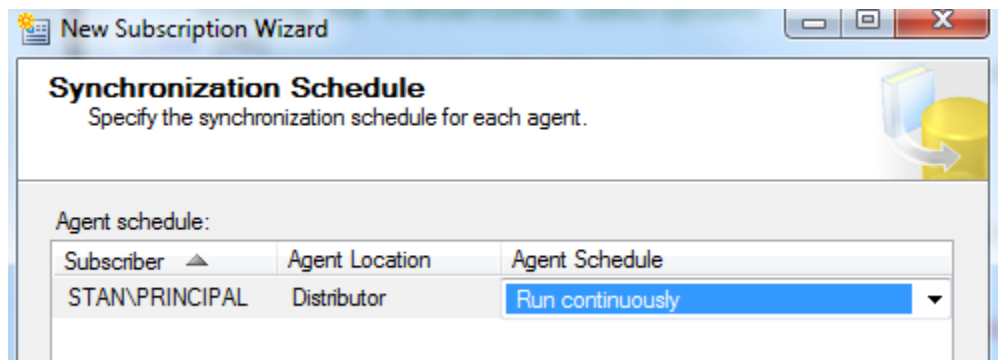 New Subscription Wizard
Synchronization Schedule
Specify the synchronization schedule for each agent.
Agent schedule:
Subscriber Agent Location Agent Schedule
STAN\PRINCIPAL Distributor Run continuously